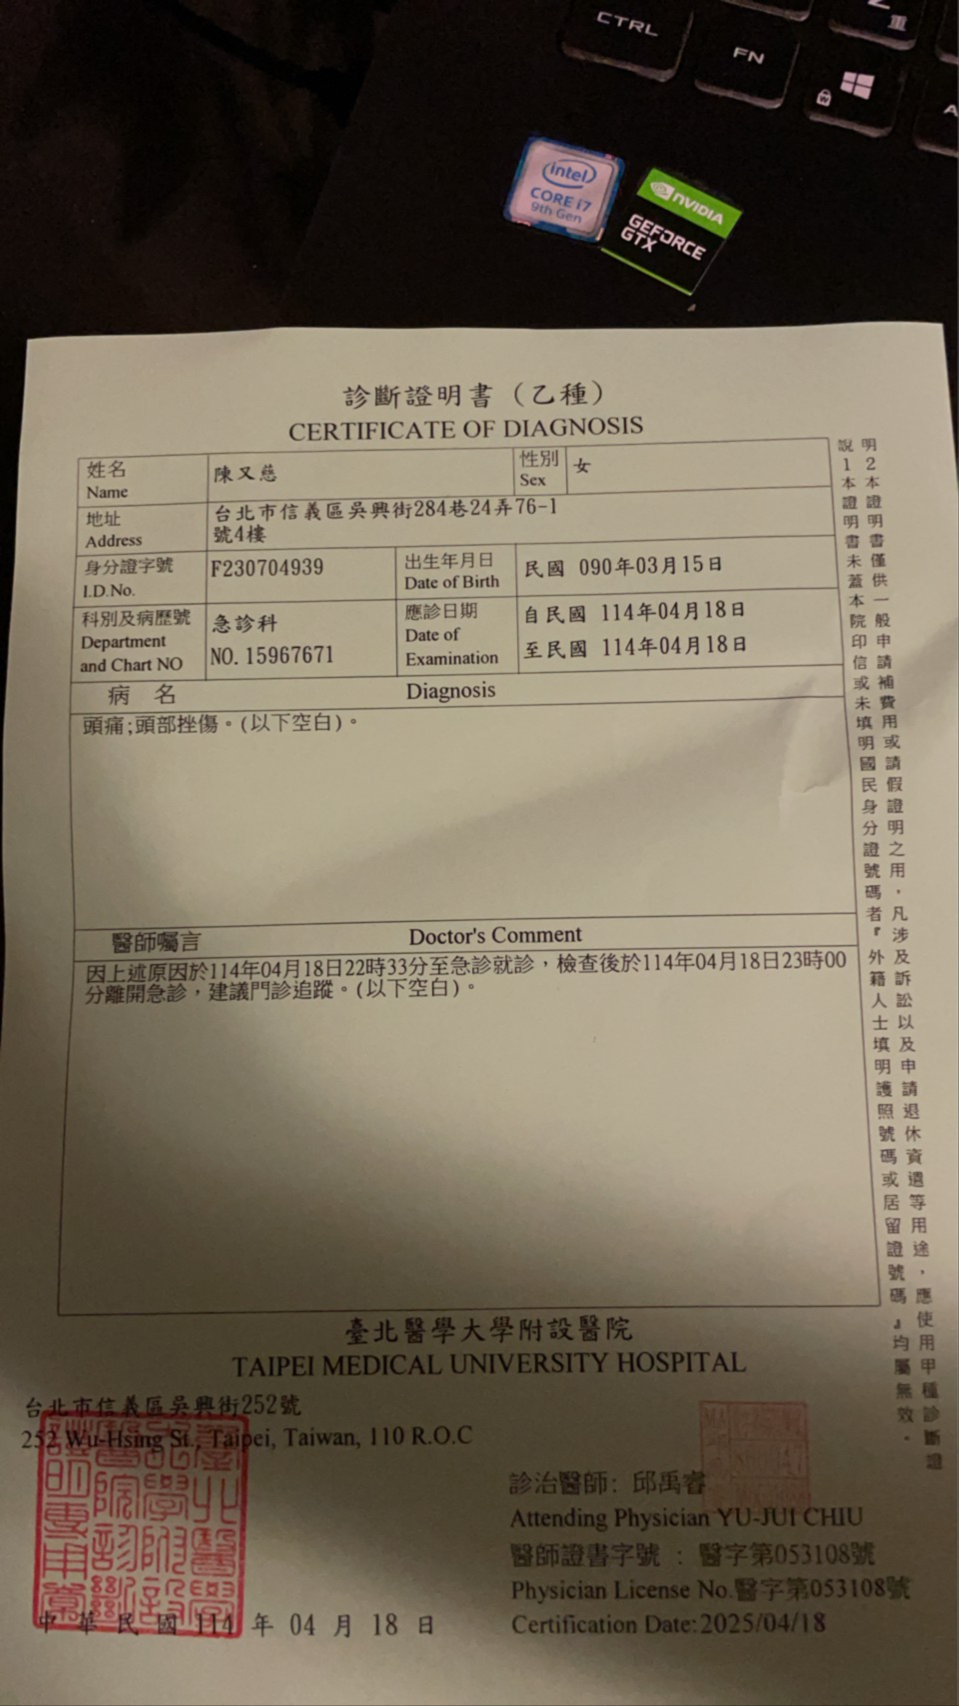 CTRL
FN
重
intel
CORE i7
9th Gen
NVIDIA
GEFORCE
GTX
診斷證明書（乙種）
CERTIFICATE OF DIAGNOSIS
姓名
Name
陳又慈
性別
Sex
女
地址
Address
台北市信義區吳興街284巷24弄76-1
號4樓
身分證字號
I.D.No.
F230704939
出生年月日
Date of Birth
民國 090年03月15日
科別及病歷號
Department
and Chart NO
急診科
NO. 15967671
應診日期
Date of
Examination
自民國 114年04月18日
至民國 114年04月18日
病 名 Diagnosis
頭痛;頭部挫傷。(以下空白)。
醫師囑言 Doctor's Comment
因上述原因於114年04月18日22時33分至急診就診，檢查後於114年04月18日23時00
分離開急診，建議門診追蹤。(以下空白)。
說明
1本證明書未蓋本院印信或未填明國民身分證號碼，者『外籍人士填明護照號碼或居留證號碼』均屬無效。
2本證明書僅供一般申請補費用或請假證明之用，凡涉及訴訟以及申請退休資遣等用途，應使用甲種診斷證
臺北醫學大學附設醫院
TAIPEI MEDICAL UNIVERSITY HOSPITAL
台北市信義區吳興街252號
252 Wu-Hsing St., Taipei, Taiwan, 110 R.O.C
臺北醫學
大學附設
醫院診斷
證明專用章
診治醫師: 邱禹睿
Attending Physician YU-JUI CHIU
醫師證書字號 : 醫字第053108號
Physician License No.醫字第053108號
Certification Date:2025/04/18
中 華 民 國 114 年 04 月 18 日